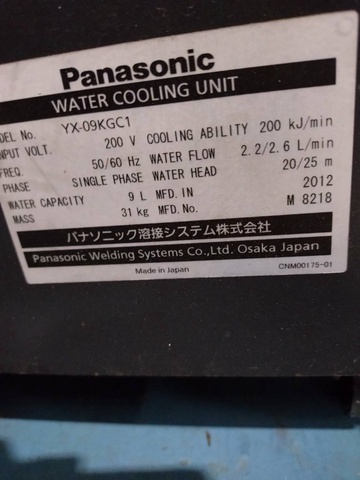 Panasonic
WATER COOLING UNIT
DEL No. YX-09KGC1
NPUT VOLT. 200 V COOLING ABILITY 200 kJ/min
FREQ. 50/60 Hz WATER FLOW 2.2/2.6 L/min
PHASE SINGLE PHASE WATER HEAD 20/25 m
WATER CAPACITY 9 L MFD.IN 2012
MASS 31 kg MFD.No. M 8218
パナソニック溶接システム株式会社
Panasonic Welding Systems Co.,Ltd. Osaka Japan
Made in Japan CNM00175-01